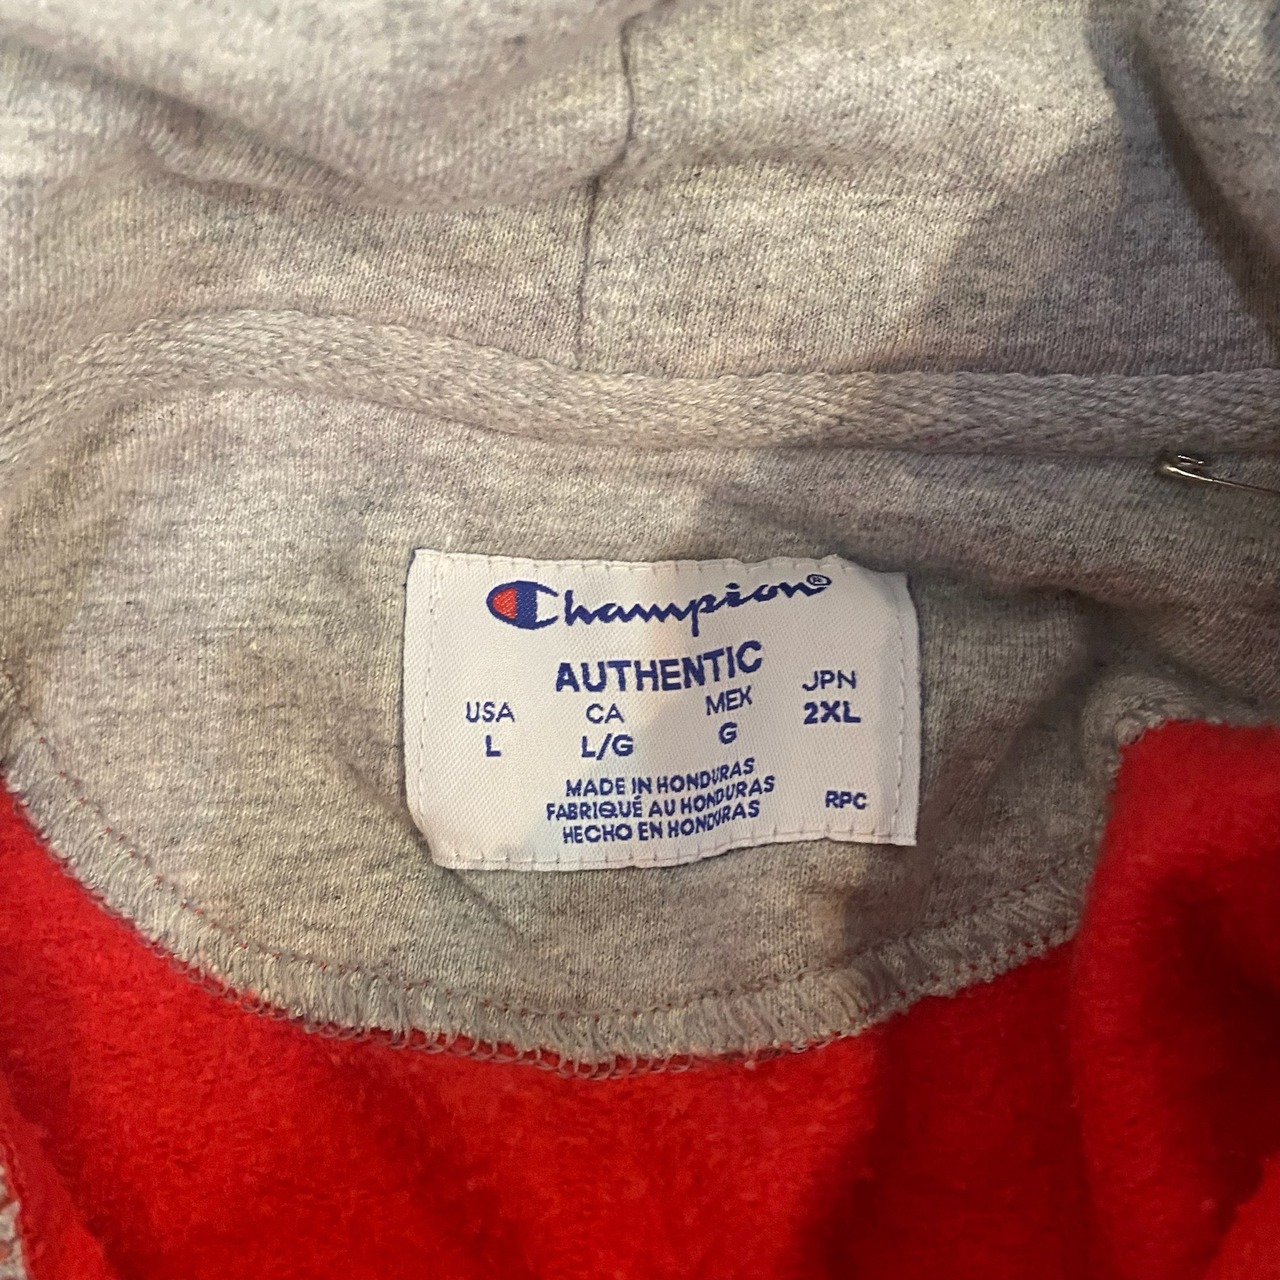 Champion®
AUTHENTIC
USA CA MEX JPN
L L/G G 2XL
MADE IN HONDURAS
FABRIQUÉ AU HONDURAS RPC
HECHO EN HONDURAS